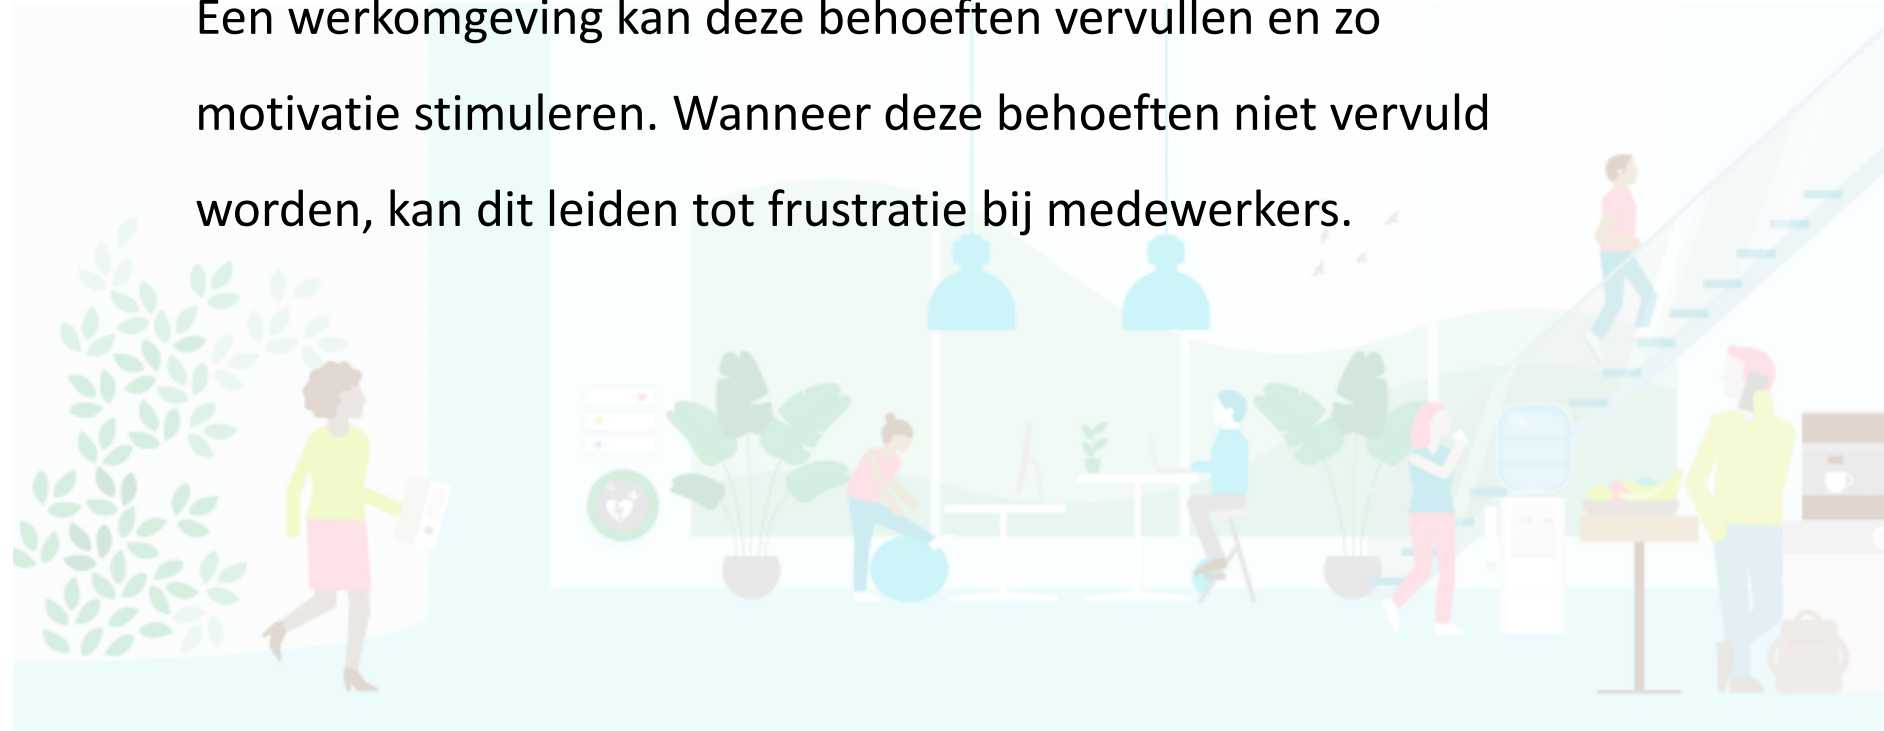 Een werkomgeving kan deze behoeften vervullen en zo
motivatie stimuleren. Wanneer deze behoeften niet vervuld
worden, kan dit leiden tot frustratie bij medewerkers.